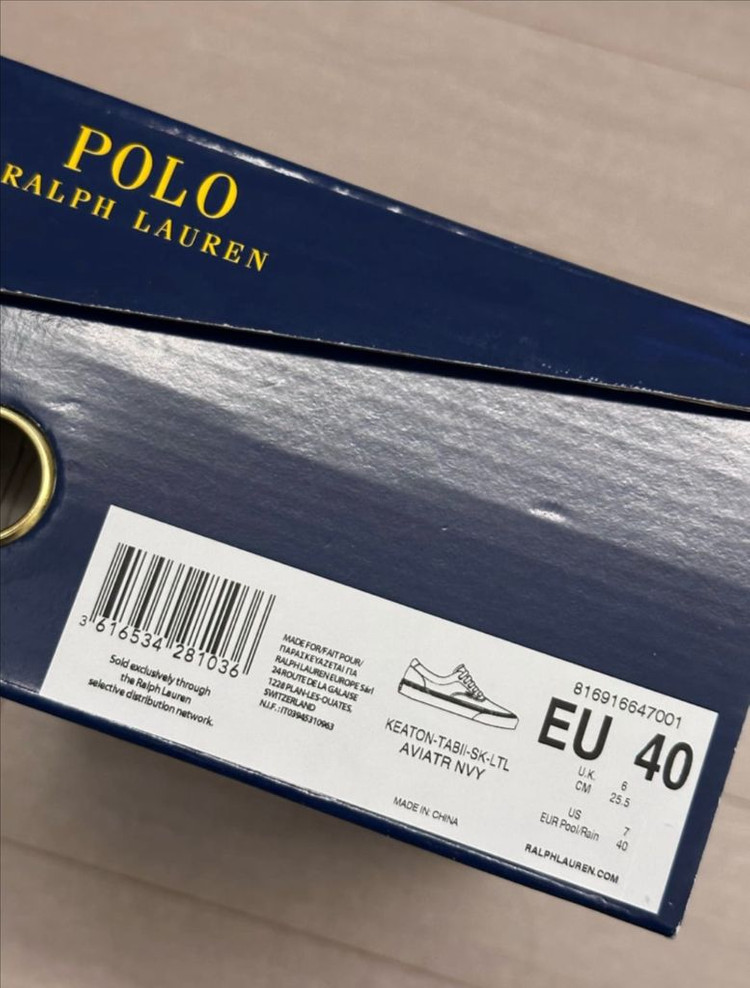 POLO
RALPH LAUREN
3 616534 281036
Sold exclusively through
the Ralph Lauren
selective distribution network.
MADE FOR/FAIT POUR/
ΠΑΡΑΣΚΕΥΑΖΕΤΑΙ ΓΙΑ
RALPH LAUREN EUROPE Sàrl
24 ROUTE DE LA GALAISE
1228 PLAN-LES-OUATES,
SWITZERLAND
N.I.F.: IT03945310963
KEATON-TABII-SK-LTL
AVIATR NVY
MADE IN: CHINA
816916647001
EU 40
U.K. 6
CM 25.5
US 7
EUR Pool/Rain 40
RALPHLAUREN.COM